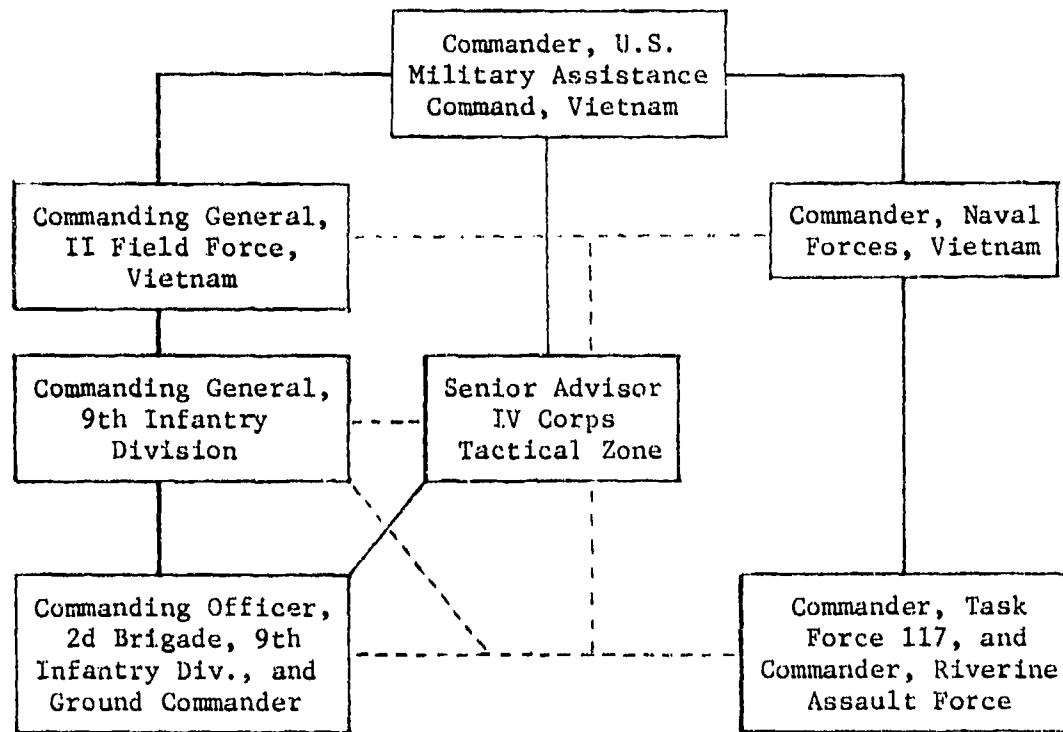 Commander, U.S.
Military Assistance
Command, Vietnam
Commanding General,
II Field Force,
Vietnam
Commander, Naval
Forces, Vietnam
Commanding General,
9th Infantry
Division
Senior Advisor
IV Corps
Tactical Zone
Commanding Officer,
2d Brigade, 9th
Infantry Div., and
Ground Commander
Commander, Task
Force 117, and
Commander, Riverine
Assault Force